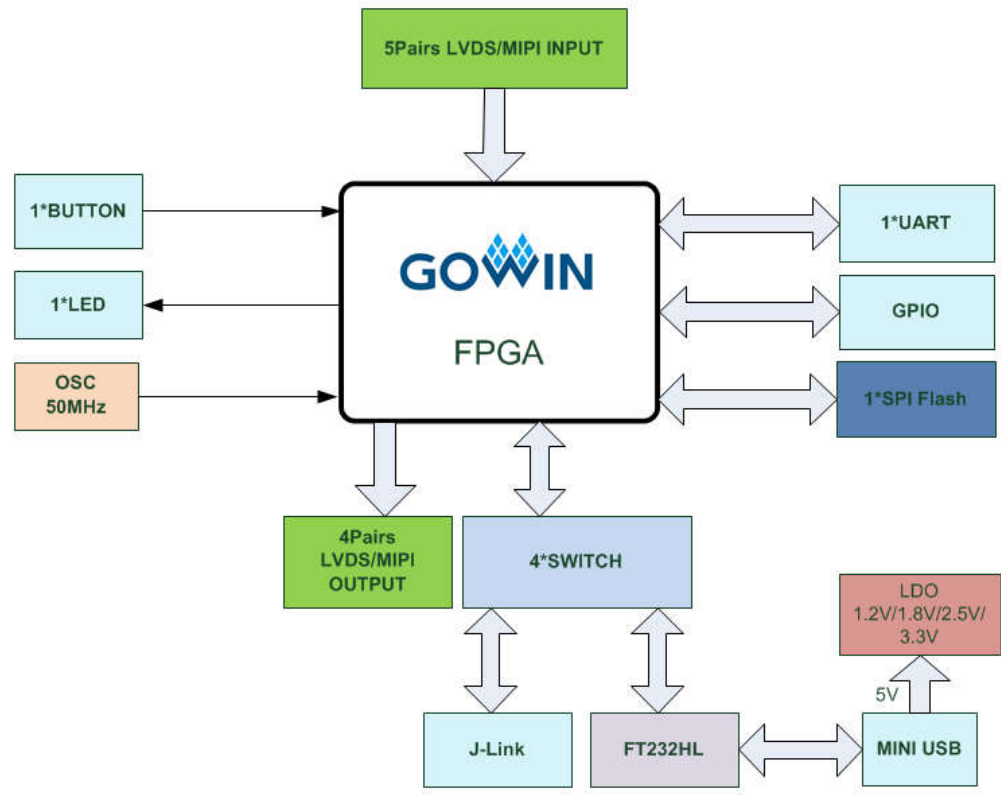 5Pairs LVDS/MIPI INPUT
1*BUTTON
1*LED
OSC
50MHz
GOWIN
FPGA
1*UART
GPIO
1*SPI Flash
4Pairs
LVDS/MIPI
OUTPUT
4*SWITCH
LDO
1.2V/1.8V/2.5V/
3.3V
5V
J-Link
FT232HL
MINI USB